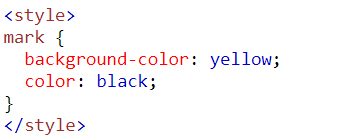 <style>
mark {
  background-color: yellow;
  color: black;
}
</style>